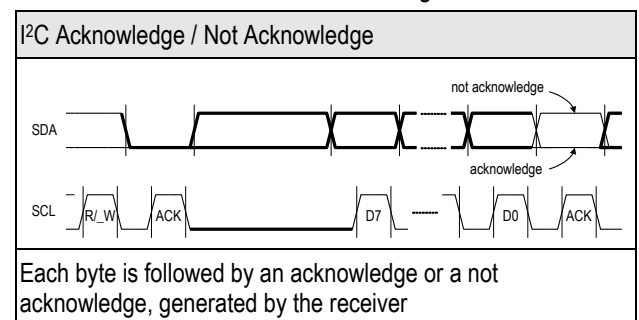 I²C Acknowledge / Not Acknowledge
not acknowledge
SDA
acknowledge
SCL R/_W ACK D7 D0 ACK
Each byte is followed by an acknowledge or a not
acknowledge, generated by the receiver